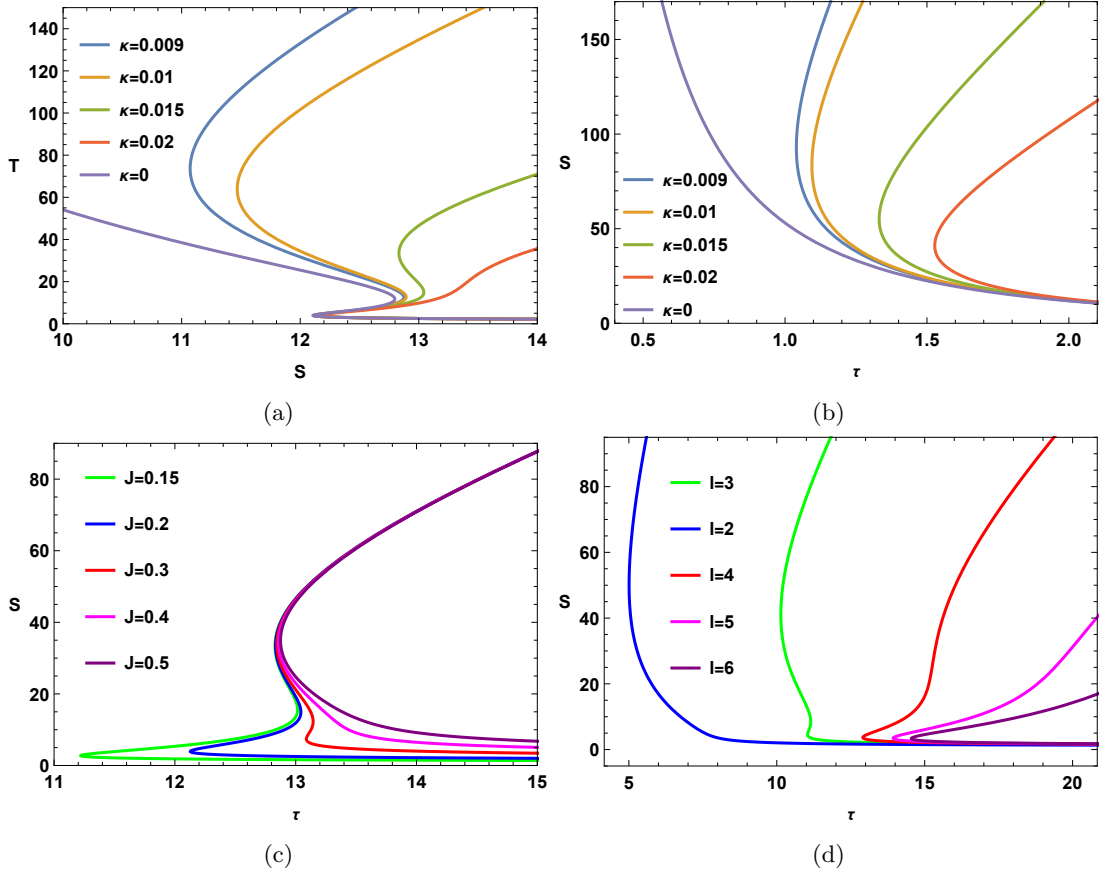 140
120
100
80
60
40
20
0
T
κ=0.009
κ=0.01
κ=0.015
κ=0.02
κ=0
10
11
12
13
14
S
(a)
150
100
50
0
S
κ=0.009
κ=0.01
κ=0.015
κ=0.02
κ=0
0.5
1.0
1.5
2.0
τ
(b)
80
60
40
20
0
S
J=0.15
J=0.2
J=0.3
J=0.4
J=0.5
11
12
13
14
15
τ
(c)
80
60
40
20
0
S
l=3
l=2
l=4
l=5
l=6
5
10
15
20
τ
(d)